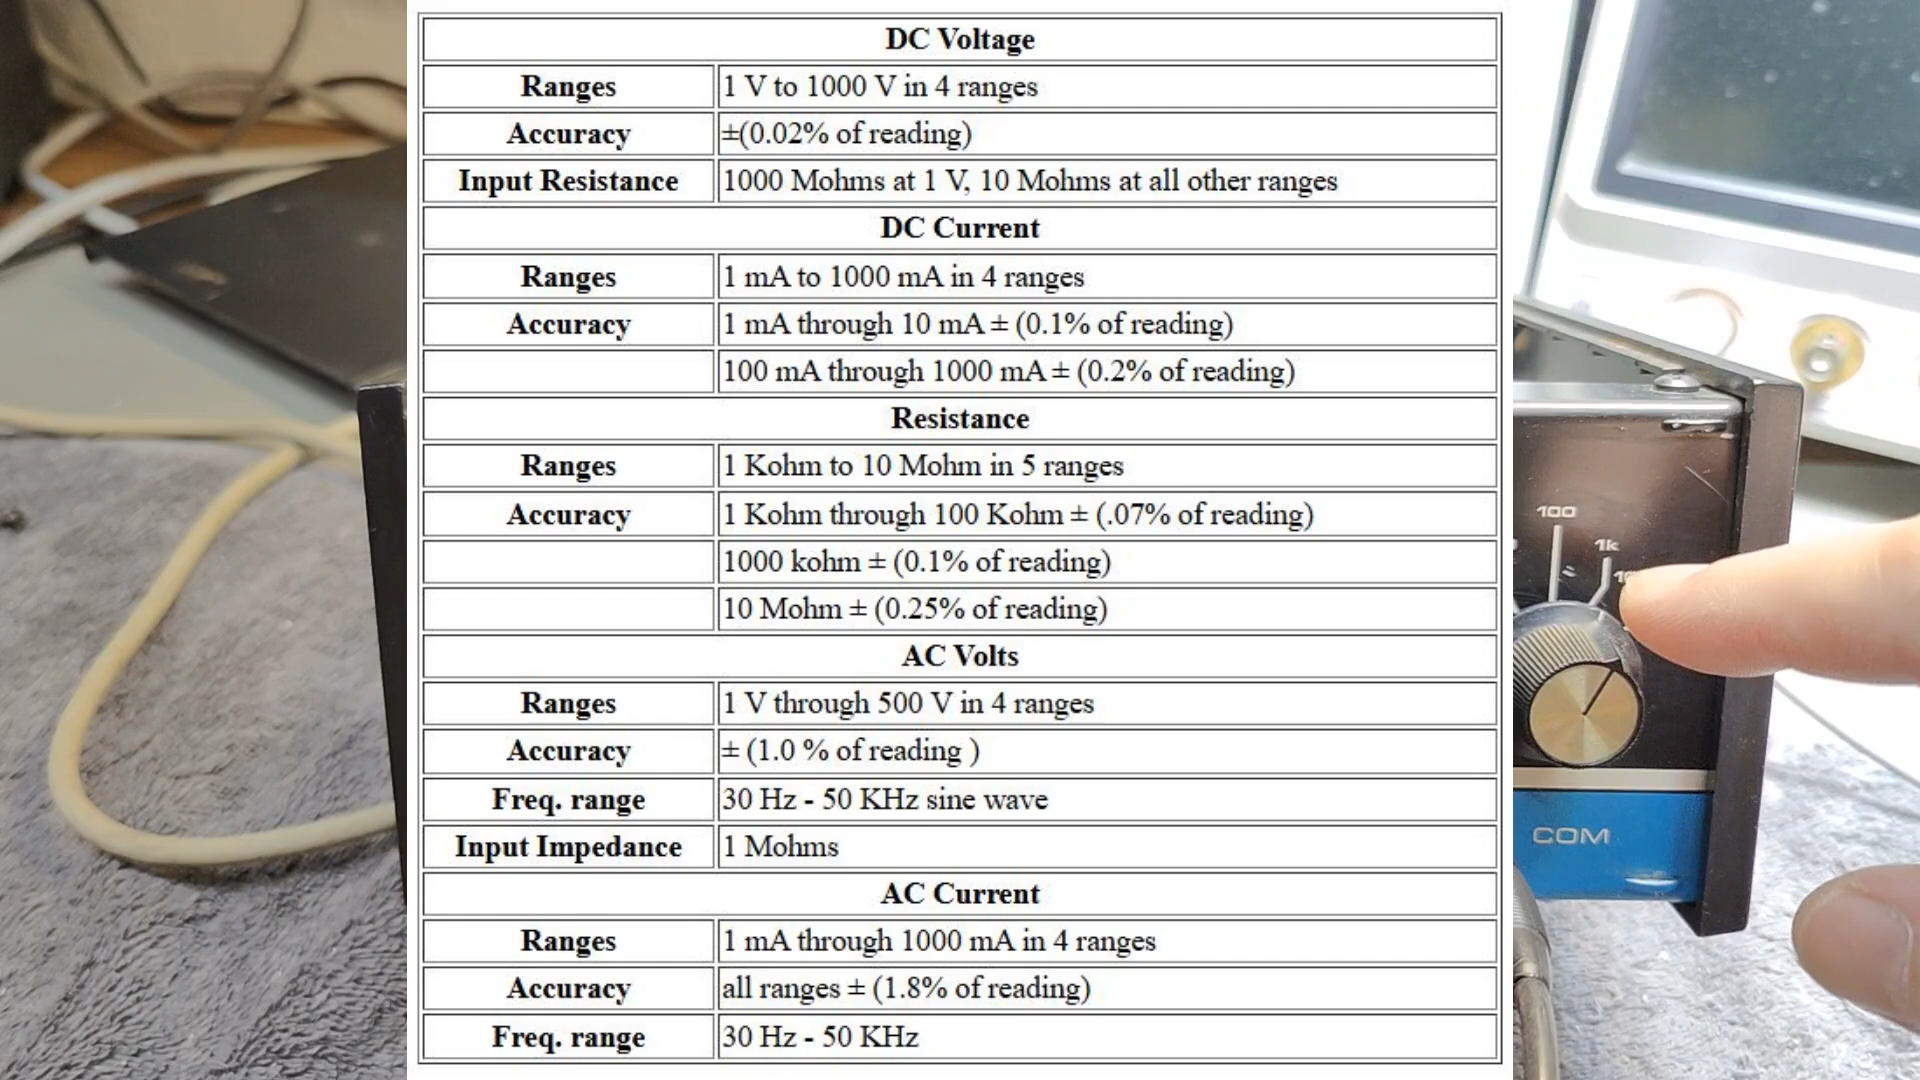 DC Voltage
Ranges 1 V to 1000 V in 4 ranges
Accuracy ±(0.02% of reading)
Input Resistance 1000 Mohms at 1 V, 10 Mohms at all other ranges
DC Current
Ranges 1 mA to 1000 mA in 4 ranges
Accuracy 1 mA through 10 mA ± (0.1% of reading)
100 mA through 1000 mA ± (0.2% of reading)
Resistance
Ranges 1 Kohm to 10 Mohm in 5 ranges
Accuracy 1 Kohm through 100 Kohm ± (.07% of reading)
1000 kohm ± (0.1% of reading)
10 Mohm ± (0.25% of reading)
AC Volts
Ranges 1 V through 500 V in 4 ranges
Accuracy ± (1.0 % of reading )
Freq. range 30 Hz - 50 KHz sine wave
Input Impedance 1 Mohms
AC Current
Ranges 1 mA through 1000 mA in 4 ranges
Accuracy all ranges ± (1.8% of reading)
Freq. range 30 Hz - 50 KHz
100
1k
COM